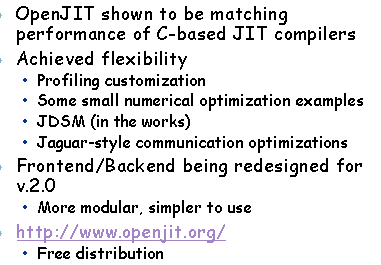 OpenJIT shown to be matching
performance of C-based JIT compilers
Achieved flexibility
• Profiling customization
• Some small numerical optimization examples
• JDSM (in the works)
• Jaguar-style communication optimizations
Frontend/Backend being redesigned for
v.2.0
• More modular, simpler to use
http://www.openjit.org/
• Free distribution